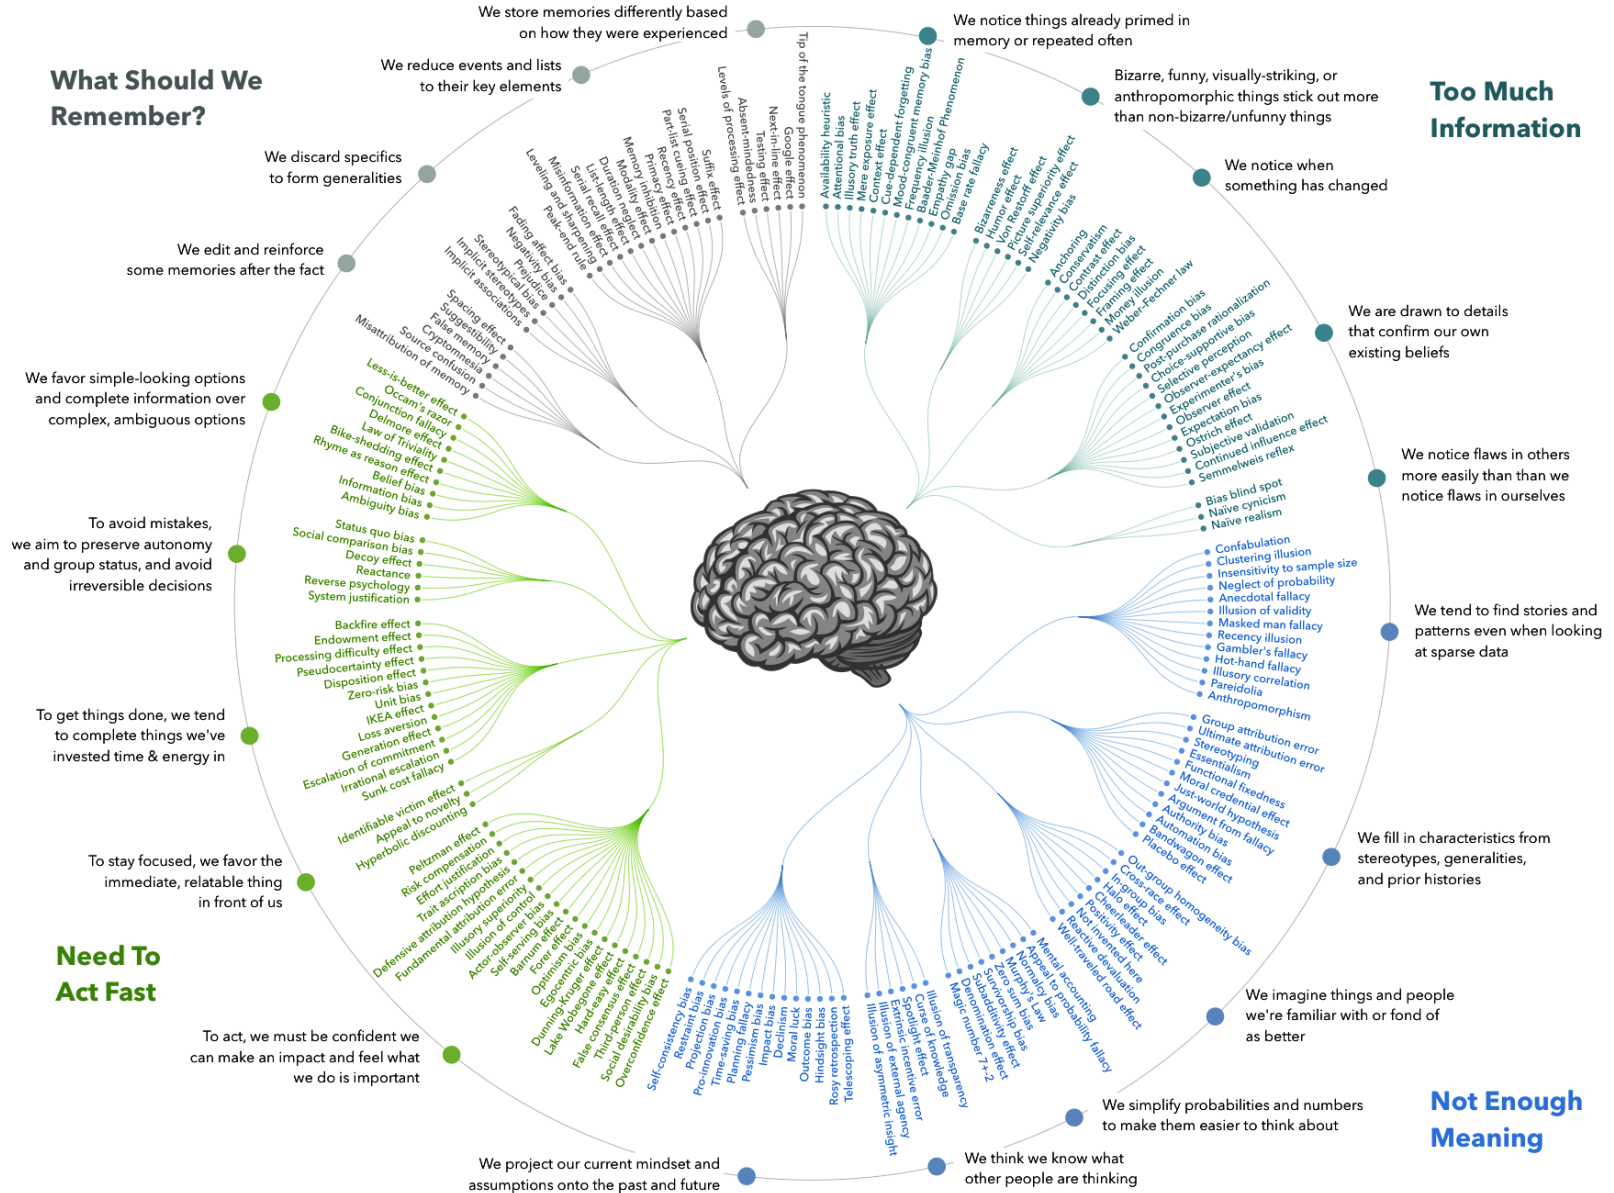 What Should We
Remember?
We store memories differently based
on how they were experienced
We reduce events and lists
to their key elements
We discard specifics
to form generalities
We edit and reinforce
some memories after the fact
Tip of the tongue phenomenon
Google effect
Next-in-line effect
Testing effect
Absent-mindedness
Levels of processing effect
Suffix effect
Serial position effect
Part-list cueing effect
Recency effect
Primacy effect
Memory inhibition
Modality effect
Duration neglect
List-length effect
Serial recall effect
Misinformation effect
Leveling and sharpening
Peak-end rule
Fading affect bias
Negativity bias
Prejudice
Stereotypical bias
Implicit stereotypes
Implicit associations
Spacing effect
Suggestibility
False memory
Cryptomnesia
Source confusion
Misattribution of memory
Too Much
Information
We notice things already primed in
memory or repeated often
Bizarre, funny, visually-striking, or
anthropomorphic things stick out more
than non-bizarre/unfunny things
We notice when
something has changed
We are drawn to details
that confirm our own
existing beliefs
We notice flaws in others
more easily than than we
notice flaws in ourselves
Availability heuristic
Attentional bias
Illusory truth effect
Mere exposure effect
Context effect
Cue-dependent forgetting
Mood-congruent memory bias
Frequency illusion
Baader-Meinhof Phenomenon
Empathy gap
Omission bias
Base rate fallacy
Bizarreness effect
Humor effect
Von Restorff effect
Picture superiority effect
Self-relevance effect
Negativity bias
Anchoring
Conservatism
Contrast effect
Distinction bias
Focusing effect
Framing effect
Money illusion
Weber–Fechner law
Confirmation bias
Congruence bias
Post-purchase rationalization
Choice-supportive bias
Selective perception
Observer-expectancy effect
Experimenter's bias
Observer effect
Expectation bias
Ostrich effect
Subjective validation
Continued influence effect
Semmelweis reflex
Bias blind spot
Naïve cynicism
Naïve realism
We tend to find stories and
patterns even when looking
at sparse data
We fill in characteristics from
stereotypes, generalities,
and prior histories
We imagine things and people
we're familiar with or fond of
as better
We simplify probabilities and numbers
to make them easier to think about
We think we know what
other people are thinking
We project our current mindset and
assumptions onto the past and future
Not Enough
Meaning
Confabulation
Clustering illusion
Insensitivity to sample size
Neglect of probability
Anecdotal fallacy
Illusion of validity
Masked man fallacy
Recency illusion
Gambler's fallacy
Hot-hand fallacy
Illusory correlation
Pareidolia
Anthropomorphism
Group attribution error
Ultimate attribution error
Stereotyping
Essentialism
Functional fixedness
Moral credential effect
Just-world hypothesis
Argument from fallacy
Authority bias
Automation bias
Bandwagon effect
Placebo effect
Out-group homogeneity bias
Cross-race effect
In-group bias
Halo effect
Cheerleader effect
Positivity effect
Not invented here
Reactive devaluation
Well-traveled road effect
Mental accounting
Appeal to probability fallacy
Normalcy bias
Murphy's Law
Zero sum bias
Survivorship bias
Subadditivity effect
Denomination effect
Magic number 7+-2
Illusion of transparency
Curse of knowledge
Spotlight effect
Extrinsic incentive error
Illusion of external agency
Illusion of asymmetric insight
Telescoping effect
Rosy retrospection
Hindsight bias
Outcome bias
Moral luck
Declinism
Impact bias
Pessimism bias
Planning fallacy
Time-saving bias
Pro-innovation bias
Projection bias
Restraint bias
Self-consistency bias
We favor simple-looking options
and complete information over
complex, ambiguous options
To avoid mistakes,
we aim to preserve autonomy
and group status, and avoid
irreversible decisions
To get things done, we tend
to complete things we've
invested time & energy in
To stay focused, we favor the
immediate, relatable thing
in front of us
To act, we must be confident we
can make an impact and feel what
we do is important
Need To
Act Fast
Less-is-better effect
Occam's razor
Conjunction fallacy
Delmore effect
Law of Triviality
Bike-shedding effect
Rhyme as reason effect
Belief bias
Information bias
Ambiguity bias
Status quo bias
Social comparison bias
Decoy effect
Reactance
Reverse psychology
System justification
Backfire effect
Endowment effect
Processing difficulty effect
Pseudocertainty effect
Disposition effect
Zero-risk bias
Unit bias
IKEA effect
Loss aversion
Generation effect
Escalation of commitment
Irrational escalation
Sunk cost fallacy
Identifiable victim effect
Appeal to novelty
Hyperbolic discounting
Peltzman effect
Risk compensation
Effort justification
Trait ascription bias
Defensive attribution hypothesis
Fundamental attribution error
Illusory superiority
Illusion of control
Actor-observer bias
Self-serving bias
Barnum effect
Forer effect
Optimism bias
Egocentric bias
Dunning-Kruger effect
Lake Wobegone effect
Hard-easy effect
False consensus effect
Third-person effect
Social desirability bias
Overconfidence effect